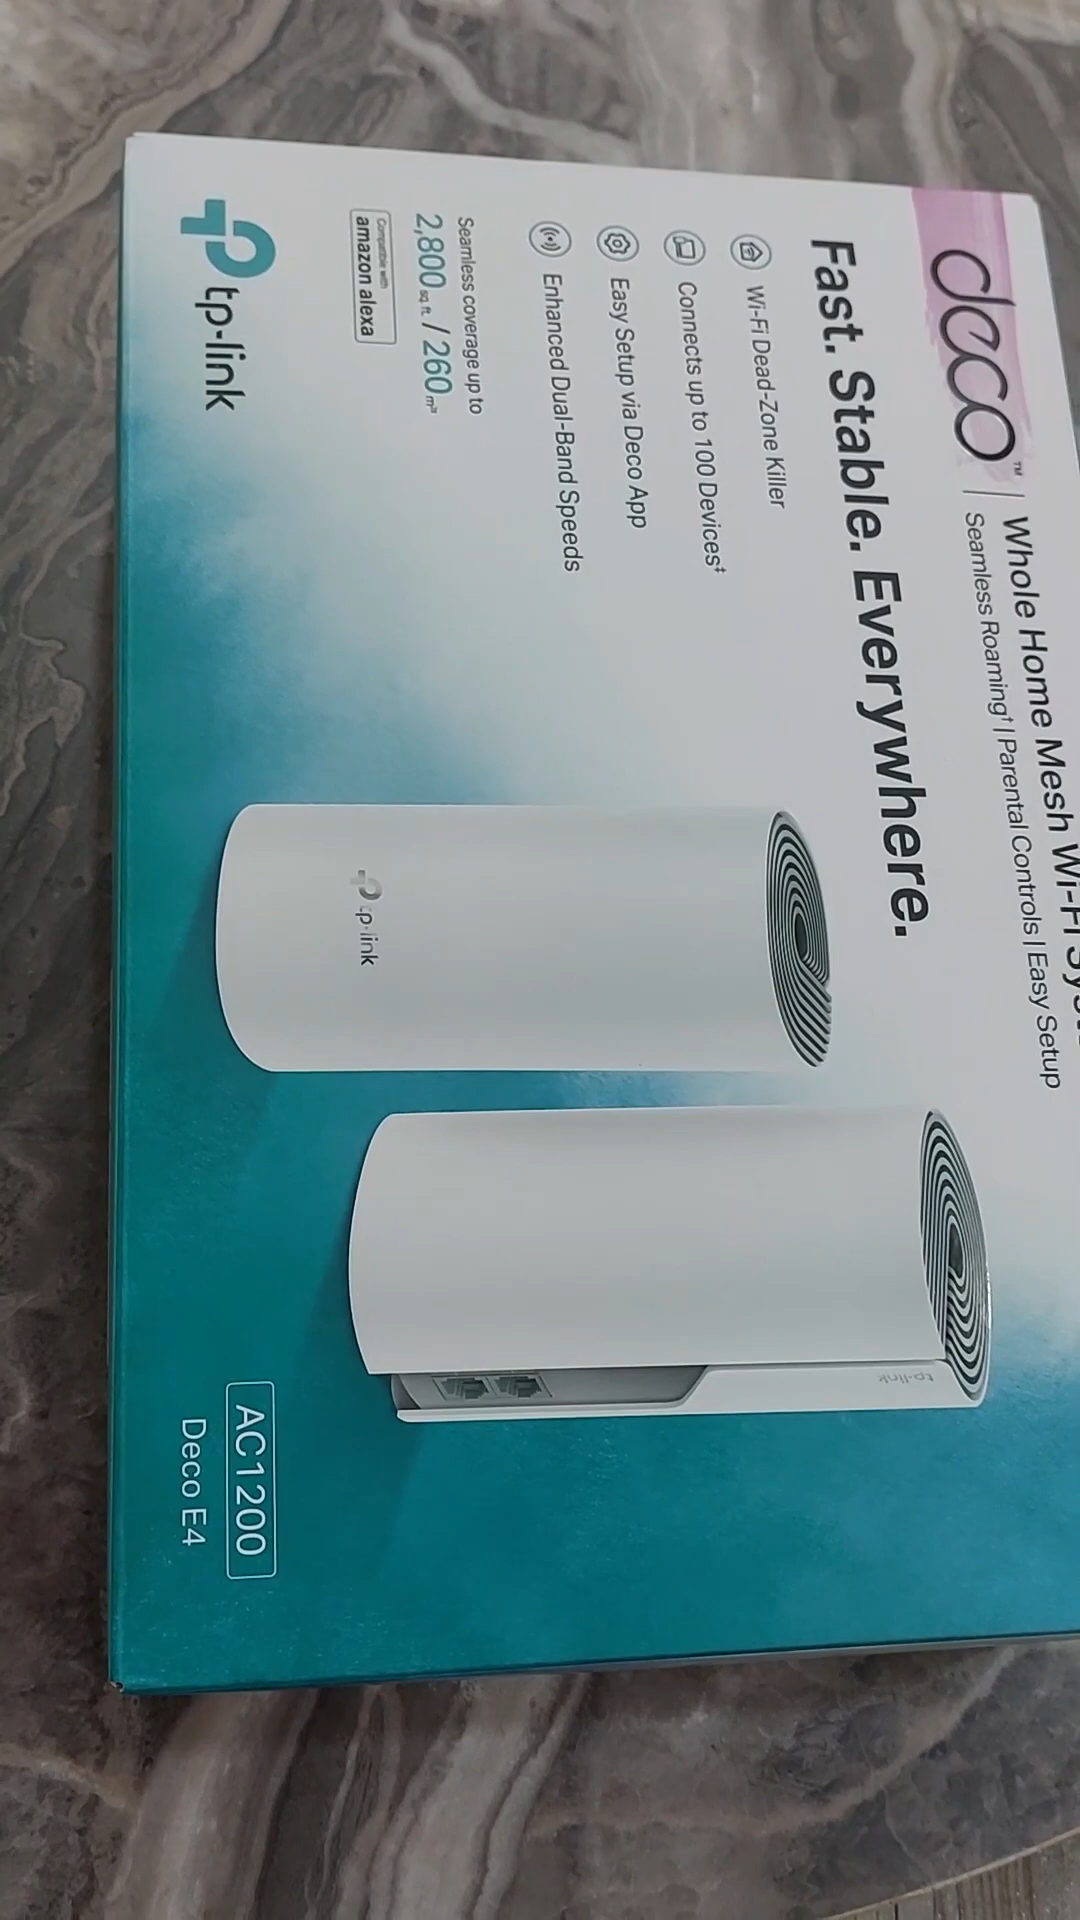 deco™ | Whole Home Mesh Wi-Fi
Seamless Roaming† | Parental Controls | Easy Setup
Fast. Stable. Everywhere.
Wi-Fi Dead-Zone Killer
Connects up to 100 Devices‡
Easy Setup via Deco App
Enhanced Dual-Band Speeds
Seamless coverage up to
2,800 sq.ft. / 260 m²
Compatible with
amazon alexa
tp-link
tp-link
tp-link
AC1200
Deco E4